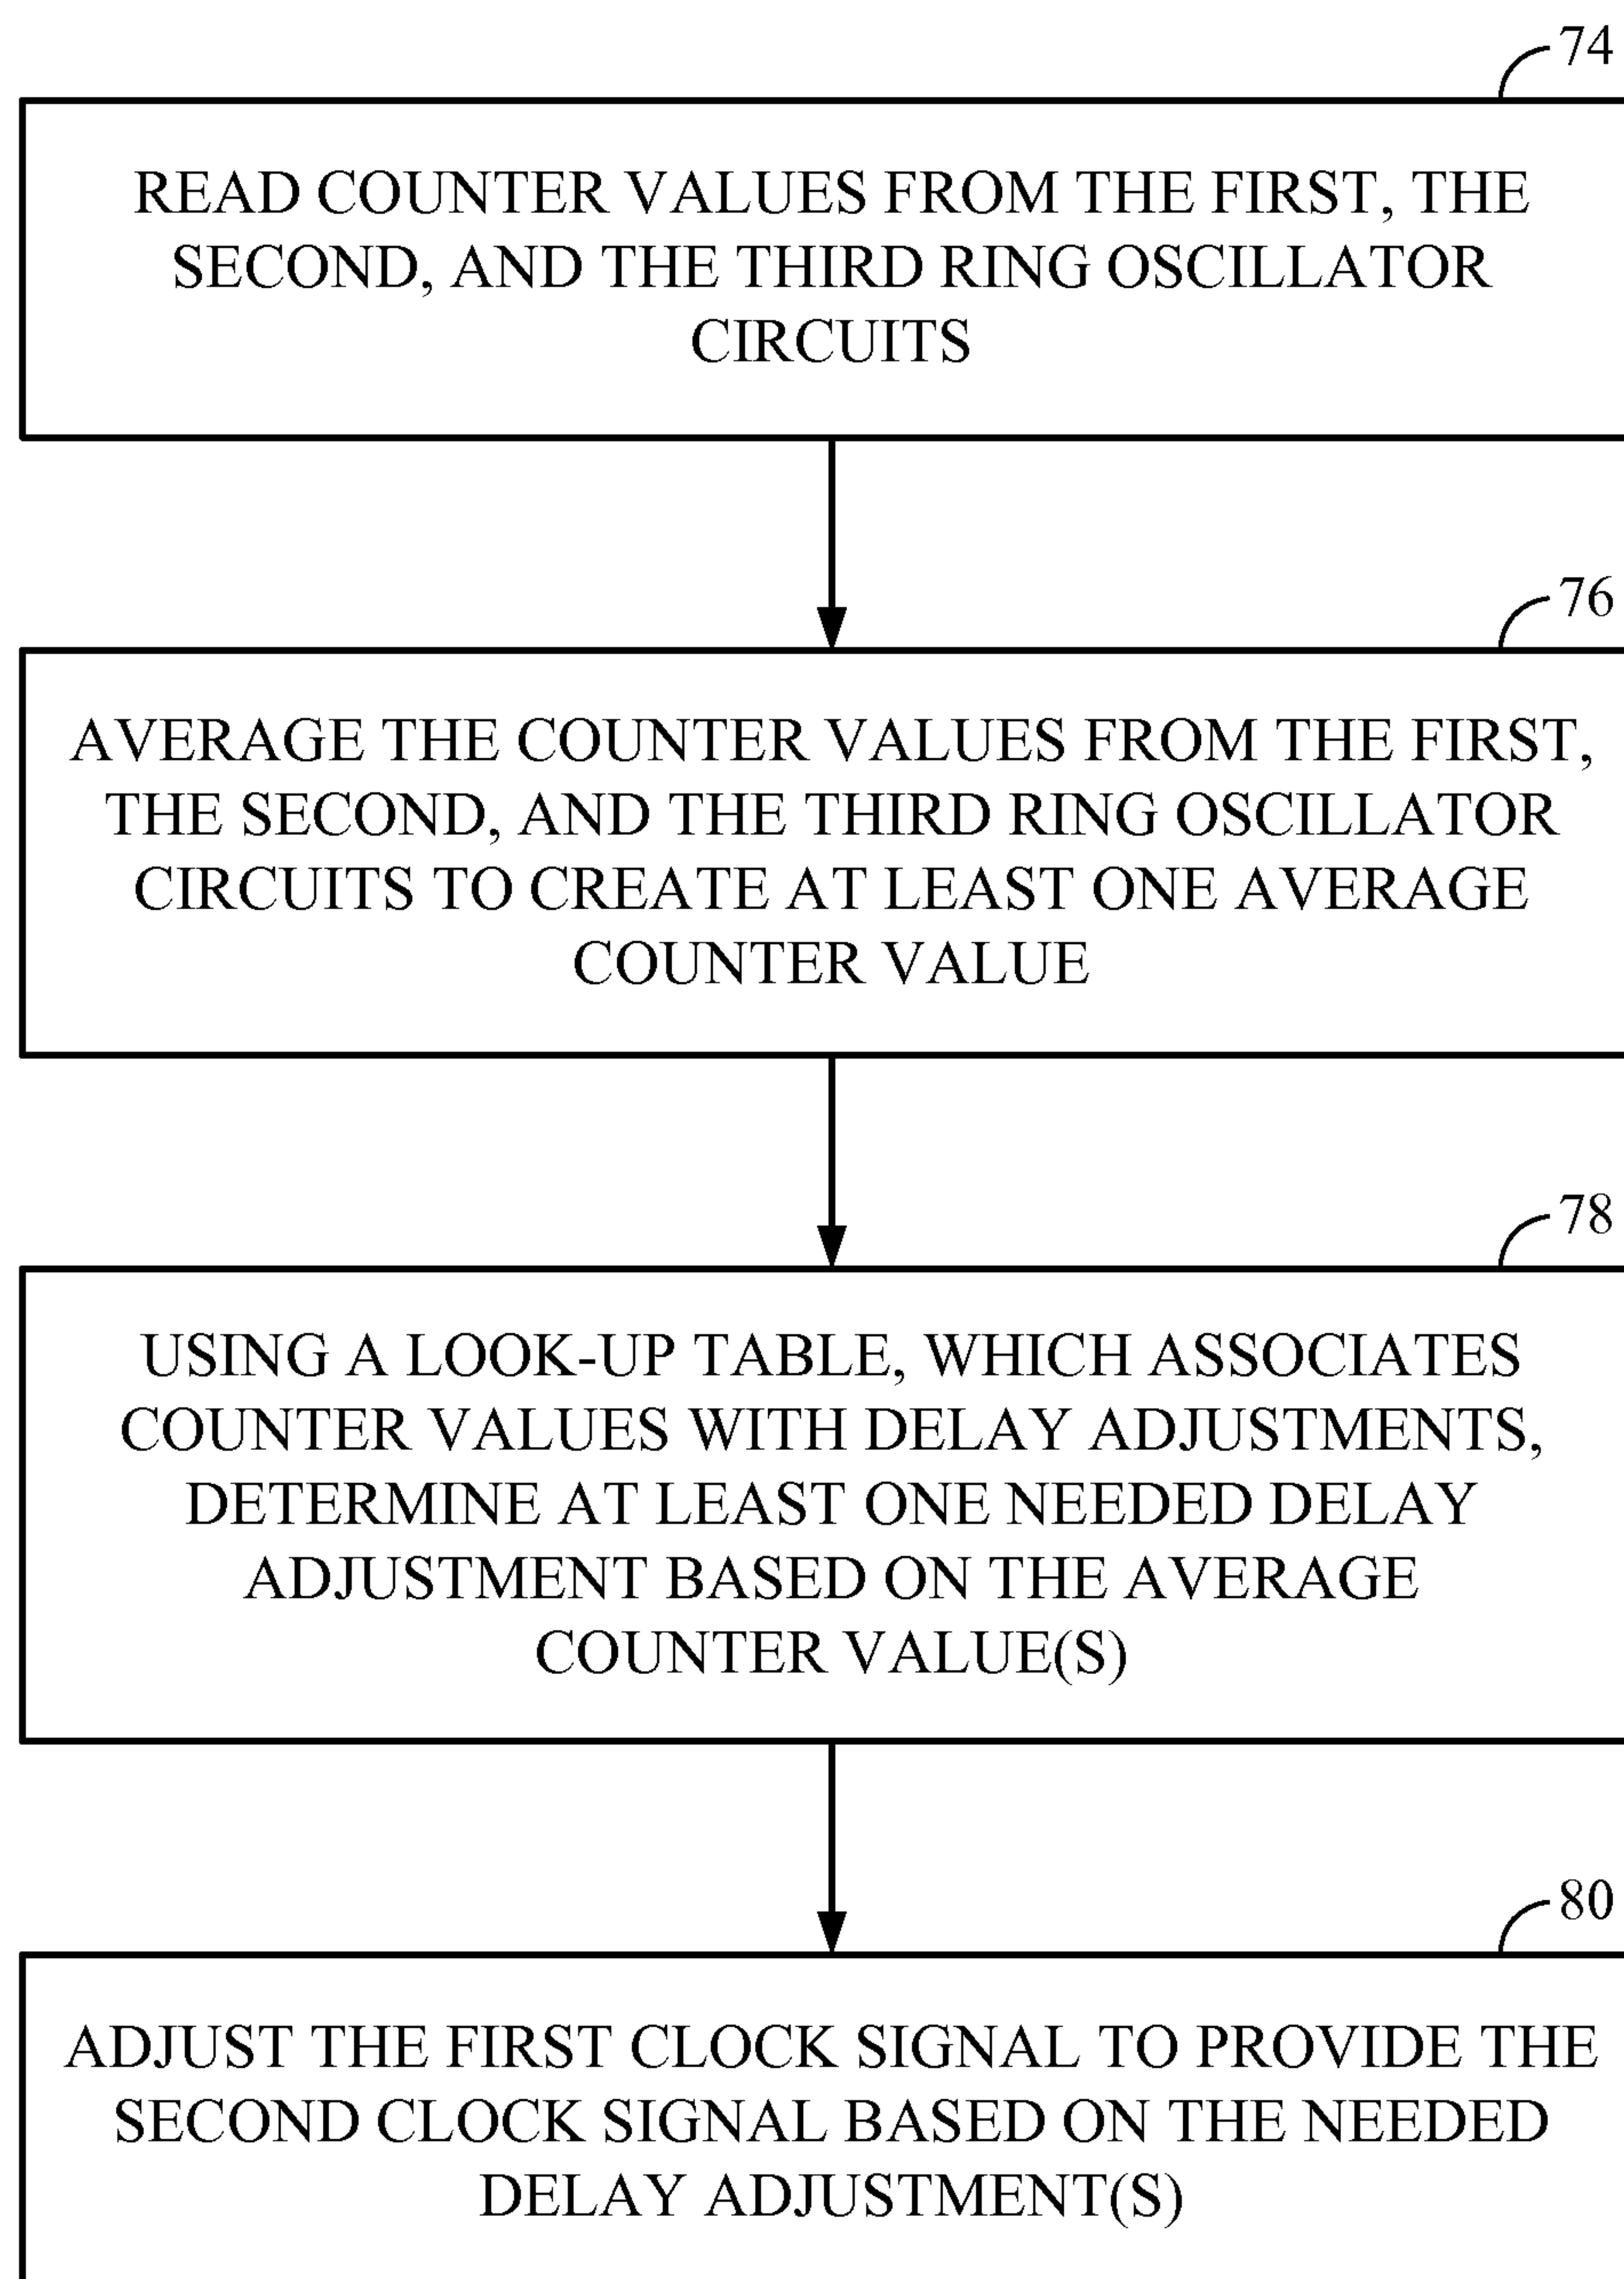 74
READ COUNTER VALUES FROM THE FIRST, THE
SECOND, AND THE THIRD RING OSCILLATOR
CIRCUITS
76
AVERAGE THE COUNTER VALUES FROM THE FIRST,
THE SECOND, AND THE THIRD RING OSCILLATOR
CIRCUITS TO CREATE AT LEAST ONE AVERAGE
COUNTER VALUE
78
USING A LOOK-UP TABLE, WHICH ASSOCIATES
COUNTER VALUES WITH DELAY ADJUSTMENTS,
DETERMINE AT LEAST ONE NEEDED DELAY
ADJUSTMENT BASED ON THE AVERAGE
COUNTER VALUE(S)
80
ADJUST THE FIRST CLOCK SIGNAL TO PROVIDE THE
SECOND CLOCK SIGNAL BASED ON THE NEEDED
DELAY ADJUSTMENT(S)